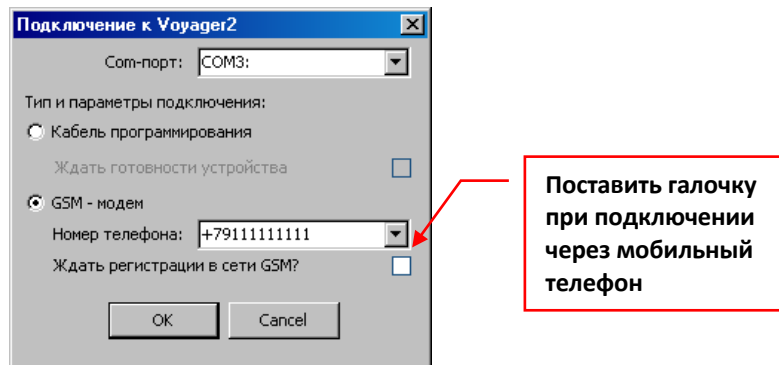 Подключение к Voyager2
Com-порт: COM3:
Тип и параметры подключения:
Кабель программирования
Ждать готовности устройства
GSM - модем
Номер телефона: +79111111111
Ждать регистрации в сети GSM?
OK Cancel
Поставить галочку
при подключении
через мобильный
телефон